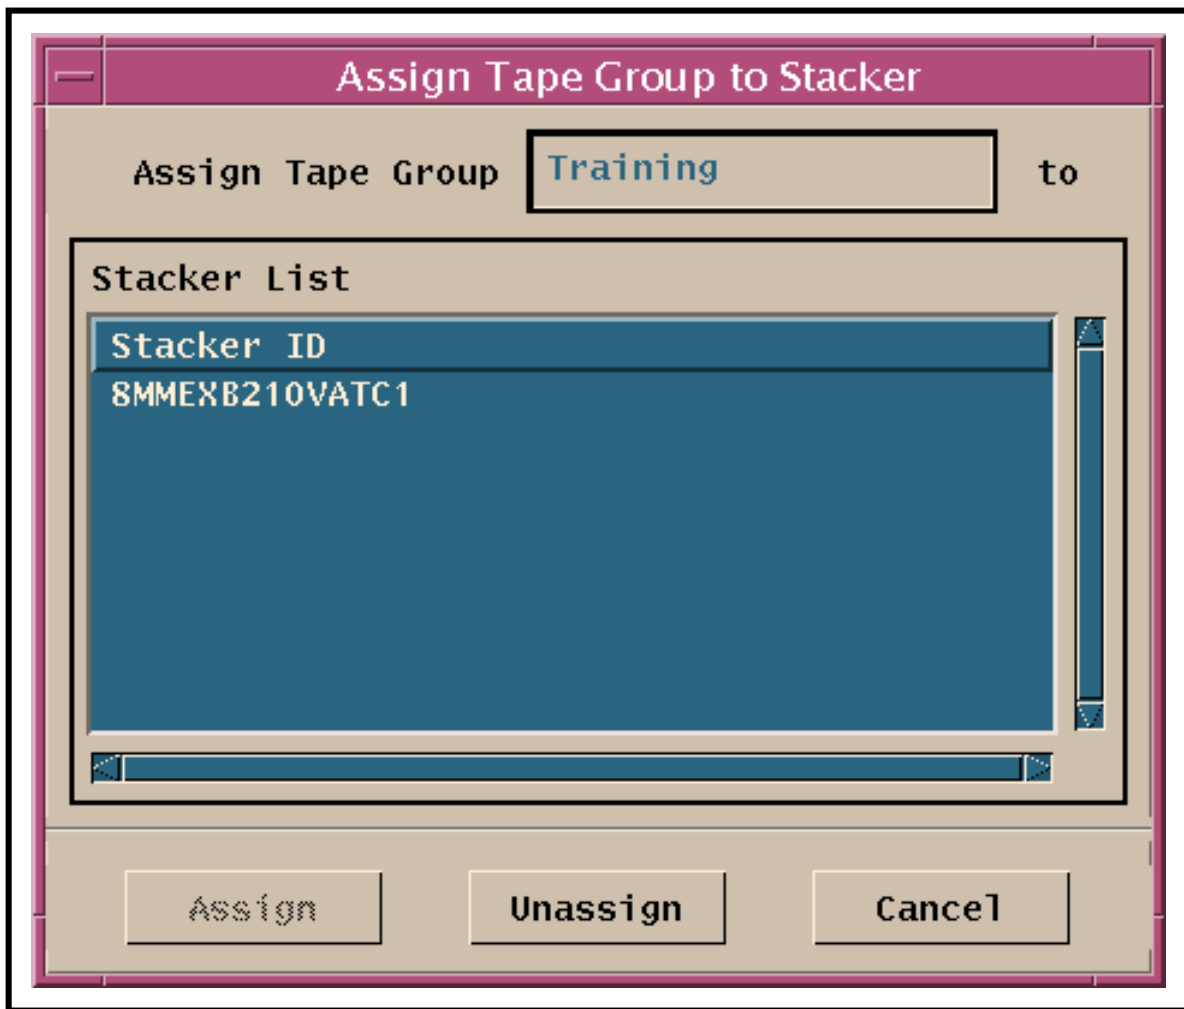 Assign Tape Group to Stacker
Assign Tape Group Training to
Stacker List
Stacker ID
8MMEXB210VATC1
Assign Unassign Cancel